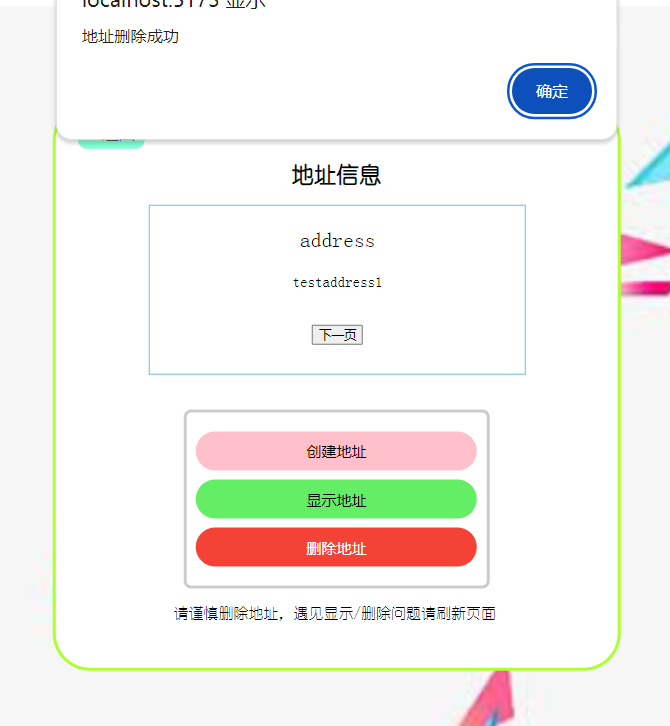 localhost:5173 显示
地址删除成功
确定
地址信息
address
testaddress1
下一页
创建地址
显示地址
删除地址
请谨慎删除地址，遇见显示/删除问题请刷新页面